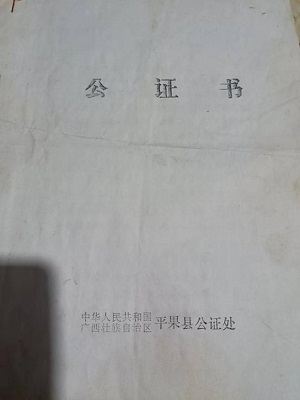 公证书
中华人民共和国
广西壮族自治区 平果县公证处